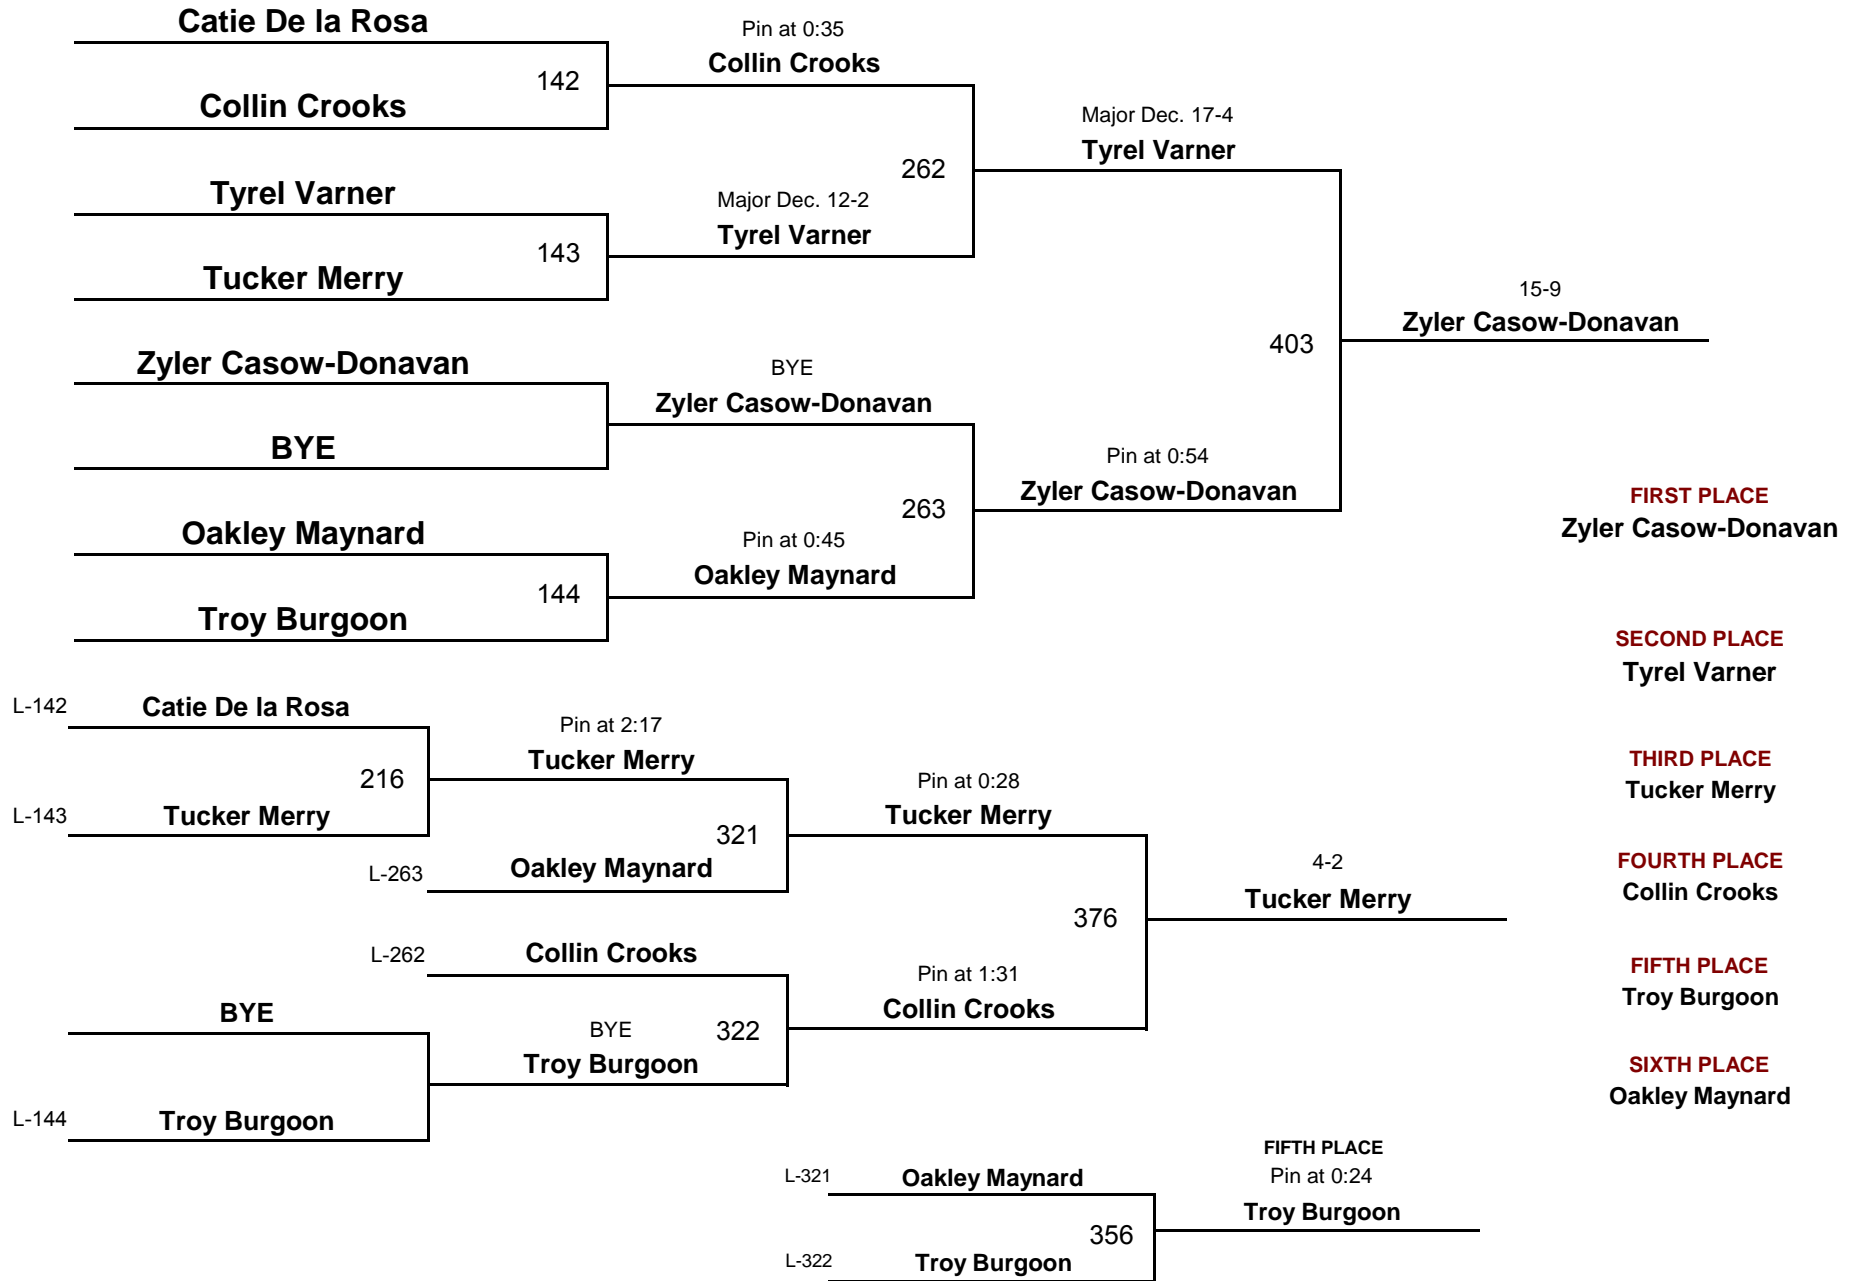 Catie De la Rosa
Pin at 0:35
Collin Crooks
142
Collin Crooks
Major Dec. 17-4
Tyrel Varner
262
Tyrel Varner
Major Dec. 12-2
Tyrel Varner
143
Tucker Merry
15-9
Zyler Casow-Donavan
403
Zyler Casow-Donavan
BYE
Zyler Casow-Donavan
BYE
Pin at 0:54
Zyler Casow-Donavan
263
Oakley Maynard
Pin at 0:45
Oakley Maynard
144
Troy Burgoon
FIRST PLACE
Zyler Casow-Donavan
SECOND PLACE
Tyrel Varner
THIRD PLACE
Tucker Merry
FOURTH PLACE
Collin Crooks
FIFTH PLACE
Troy Burgoon
SIXTH PLACE
Oakley Maynard
L-142 Catie De la Rosa
Pin at 2:17
Tucker Merry
216
L-143 Tucker Merry
Pin at 0:28
Tucker Merry
321
L-263 Oakley Maynard
4-2
Tucker Merry
376
L-262 Collin Crooks
Pin at 1:31
Collin Crooks
BYE
BYE 322
Troy Burgoon
L-144 Troy Burgoon
FIFTH PLACE
L-321 Oakley Maynard
Pin at 0:24
Troy Burgoon
356
L-322 Troy Burgoon